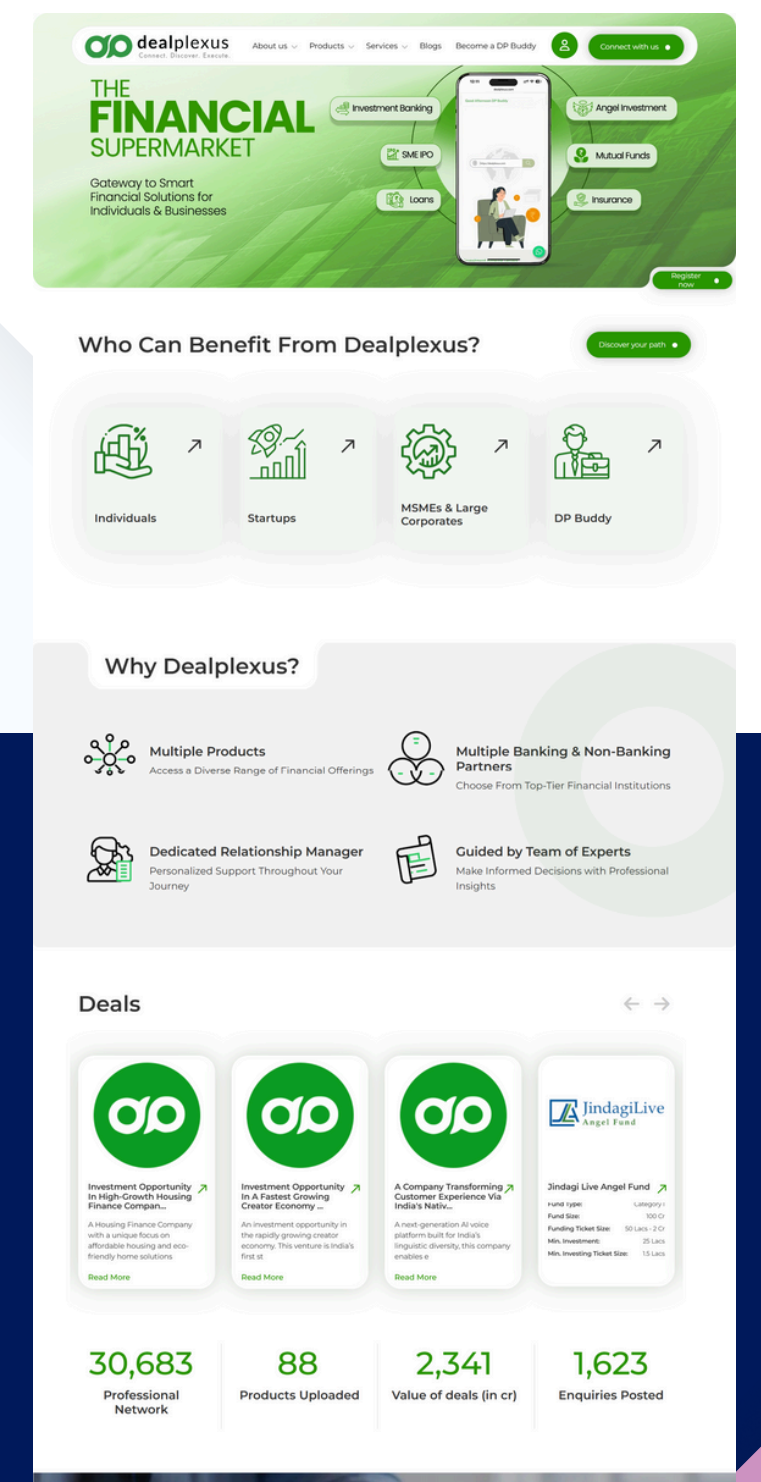 dealplexus
Connect. Discover. Execute.
About us
Products
Services
Blogs
Become a DP Buddy
Connect with us
THE
FINANCIAL
SUPERMARKET
Gateway to Smart
Financial Solutions for
Individuals & Businesses
Investment Banking
SME IPO
Loans
Angel Investment
Mutual Funds
Insurance
Register
now
Who Can Benefit From Dealplexus?
Discover your path
Individuals
Startups
MSMEs & Large
Corporates
DP Buddy
Why Dealplexus?
Multiple Products
Access a Diverse Range of Financial Offerings
Multiple Banking & Non-Banking
Partners
Choose From Top-Tier Financial Institutions
Dedicated Relationship Manager
Personalized Support Throughout Your
Journey
Guided by Team of Experts
Make Informed Decisions with Professional
Insights
Deals
Investment Opportunity
In High-Growth Housing
Finance Compan...
A Housing Finance Company
with a unique focus on
affordable housing and eco-
friendly home solutions
Read More
Investment Opportunity
In A Fastest Growing
Creator Economy ...
An investment opportunity in
the rapidly growing creator
economy. This venture is India's
first st
Read More
A Company Transforming
Customer Experience Via
India's Nativ...
A next-generation AI voice
platform built for India's
linguistic diversity, this company
enables e
Read More
JindagiLive
Angel Fund
Jindagi Live Angel Fund
Fund Type: Category I
Fund Size: 100 Cr
Funding Ticket Size: 50 Lacs - 2 Cr
Min. Investment: 25 Lacs
Min. Investing Ticket Size: 1.5 Lacs
30,683
Professional
Network
88
Products Uploaded
2,341
Value of deals (in cr)
1,623
Enquiries Posted